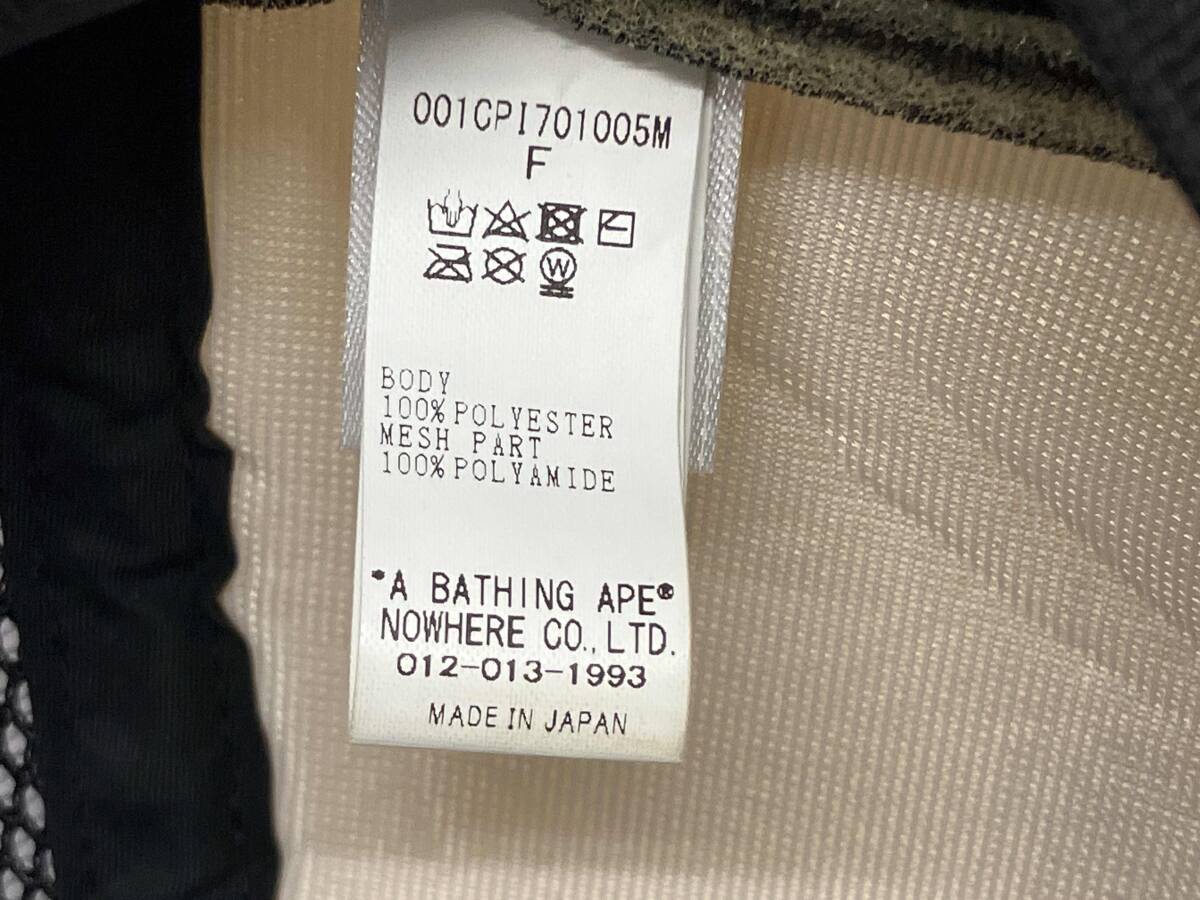 001CPI701005M
F
W
BODY
100% POLYESTER
MESH PART
100% POLYAMIDE
"A BATHING APE®
NOWHERE CO., LTD.
012-013-1993
MADE IN JAPAN